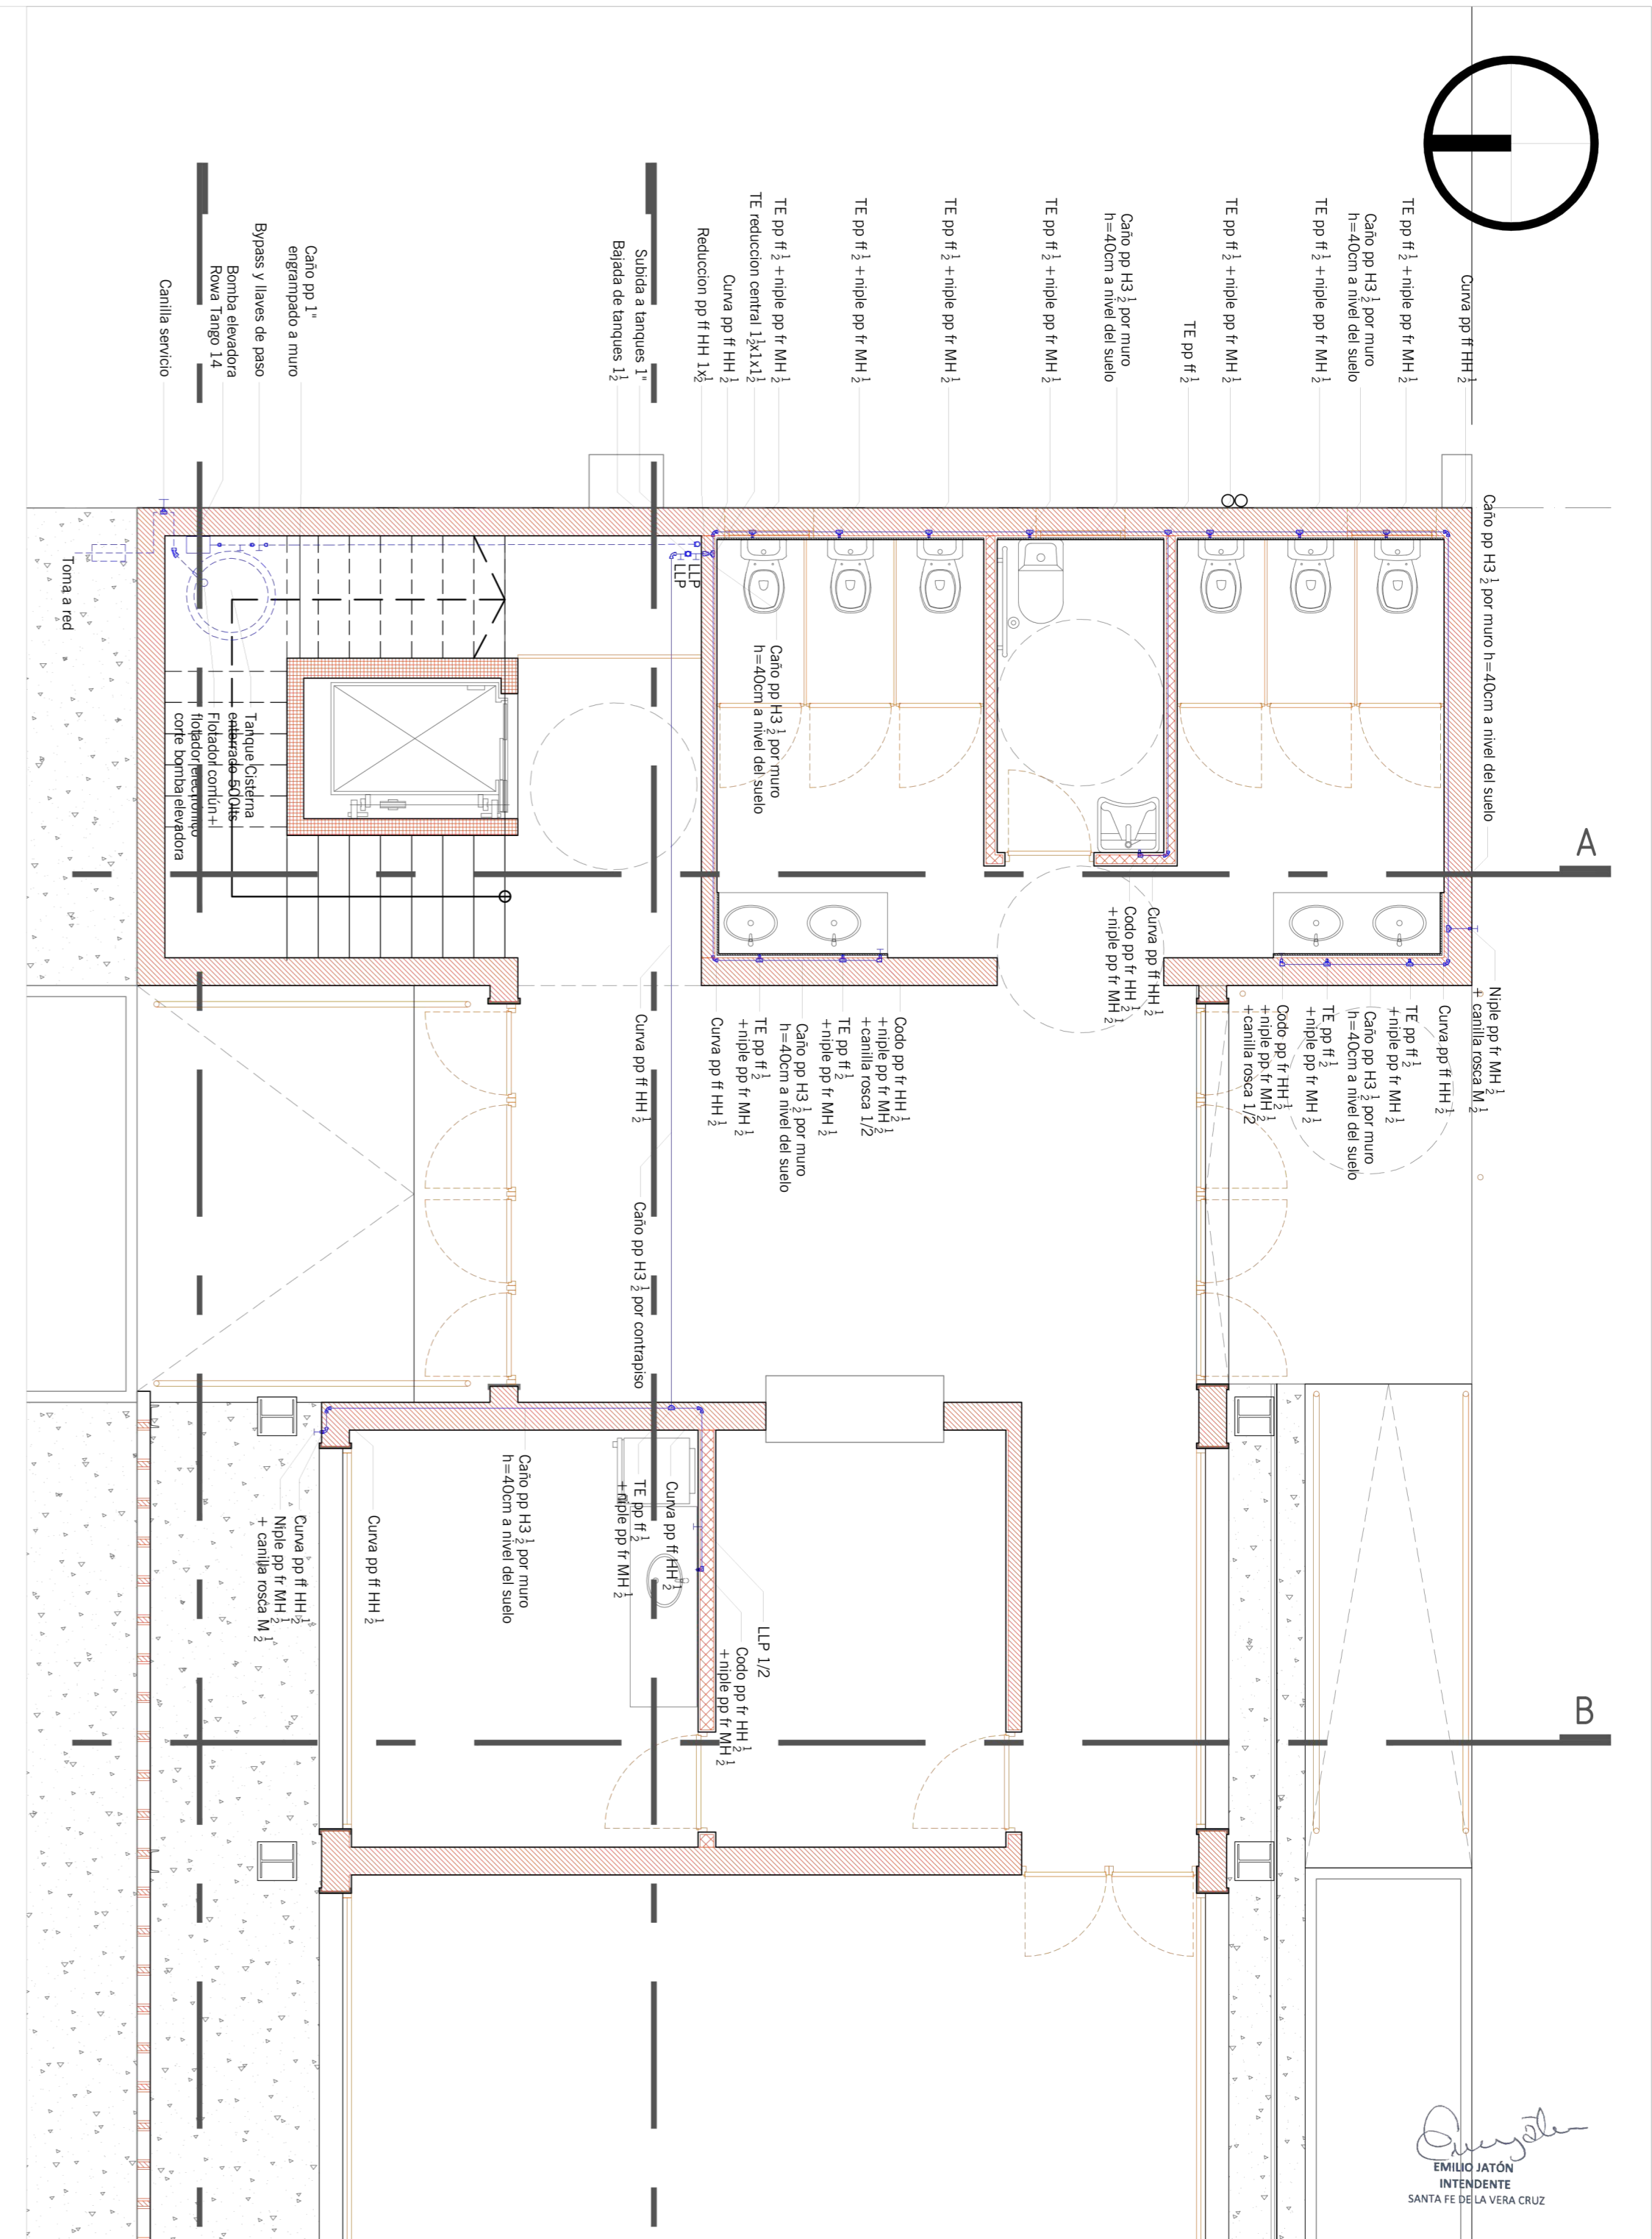 Curva pp ff HH 1/2
TE pp ff 1/2 +niple pp fr MH 1/2
Caño pp H3 1/2 por muro
h=40cm a nivel del suelo
TE pp ff 1/2 +niple pp fr MH 1/2
TE pp ff 1/2 +niple pp fr MH 1/2
TE pp ff 1/2
Caño pp H3 1/2 por muro
h=40cm a nivel del suelo
TE pp ff 1/2 +niple pp fr MH 1/2
TE pp ff 1/2 +niple pp fr MH 1/2
TE pp ff 1/2 +niple pp fr MH 1/2
TE pp ff 1/2 +niple pp fr MH 1/2
TE reduccion central 1 1/2x1x1 1/2
Curva pp ff HH 1/2
Reduccion pp ff HH 1x 1/2
Subida a tanques 1"
Bajada de tanques 1 1/2
Caño pp 1"
engrampado a muro
Bypass y llaves de paso
Bomba elevadora
Rowa Tango 14
Canilla servicio
Caño pp H3 1/2 por muro h=40cm a nivel del suelo
LLP
LLP
Toma a red
Caño pp H3 1/2 por muro
h=40cm a nivel del suelo
Tanque Cisterna
enterrado 500lts
Flotador común+
flotador electrónico
corte bomba elevadora
A
Curva pp ff HH 1/2
Codo pp fr HH 1/2
+niple pp fr MH 1/2
Niple pp fr MH 1/2
+ canilla rosca M 1/2
Curva pp ff HH 1/2
TE pp ff 1/2
+niple pp fr MH 1/2
Caño pp H3 1/2 por muro
h=40cm a nivel del suelo
TE pp ff 1/2
+niple pp fr MH 1/2
Codo pp fr HH 1/2
+niple pp fr MH 1/2
+canilla rosca 1/2
Codo pp fr HH 1/2
+niple pp fr MH 1/2
+canilla rosca 1/2
TE pp ff 1/2
+niple pp fr MH 1/2
Caño pp H3 1/2 por muro
h=40cm a nivel del suelo
TE pp ff 1/2
+niple pp fr MH 1/2
Curva pp ff HH 1/2
Curva pp ff HH 1/2
Caño pp H3 1/2 por contrapiso
Curva pp ff HH 1/2
TE pp ff 1/2
+niple pp fr MH 1/2
Caño pp H3 1/2 por muro
h=40cm a nivel del suelo
Curva pp ff HH 1/2
Curva pp ff HH 1/2
Niple pp fr MH 1/2
+ canilla rosca M 1/2
LLP 1/2
Codo pp fr HH 1/2
+niple pp fr MH 1/2
B
EMILIO JATÓN
INTENDENTE
SANTA FE DE LA VERA CRUZ